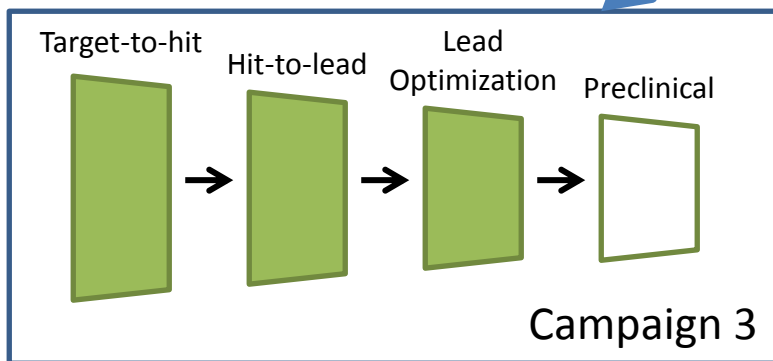 Target-to-hit
Hit-to-lead
Lead
Optimization
Preclinical
Campaign 3